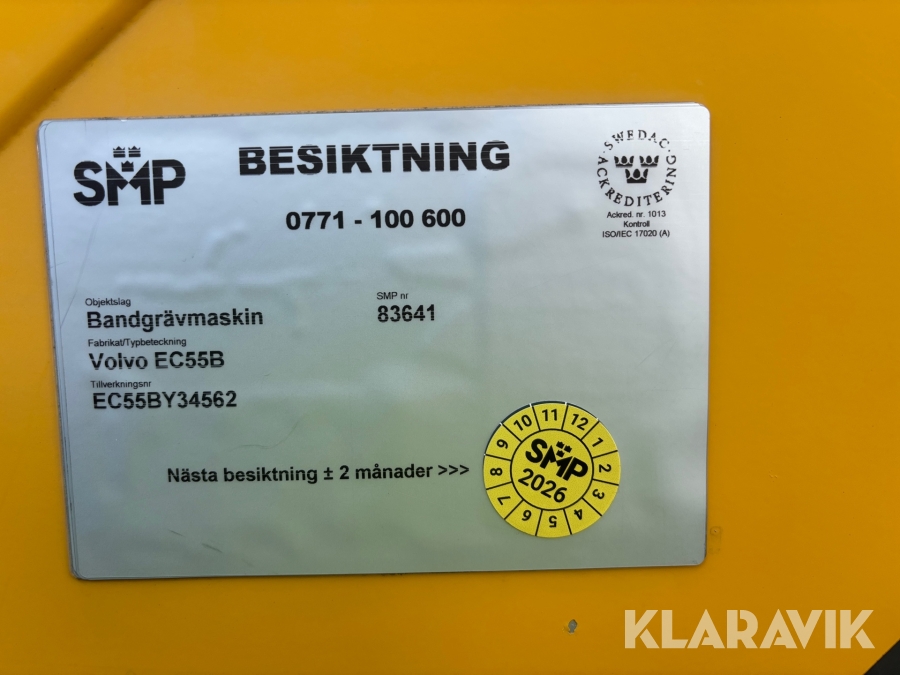 SMP
BESIKTNING
0771 - 100 600
SWEDAC
ACKREDITERING
Ackred. nr. 1013
Kontroll
ISO/IEC 17020 (A)
Objektslag
Bandgrävmaskin
SMP nr
83641
Fabrikat/Typbeteckning
Volvo EC55B
Tillverkningsnr
EC55BY34562
Nästa besiktning ± 2 månader >>>
1 2 3 4 5 6 7 8 9 10 11 12
SMP
2026
KLARAVIK